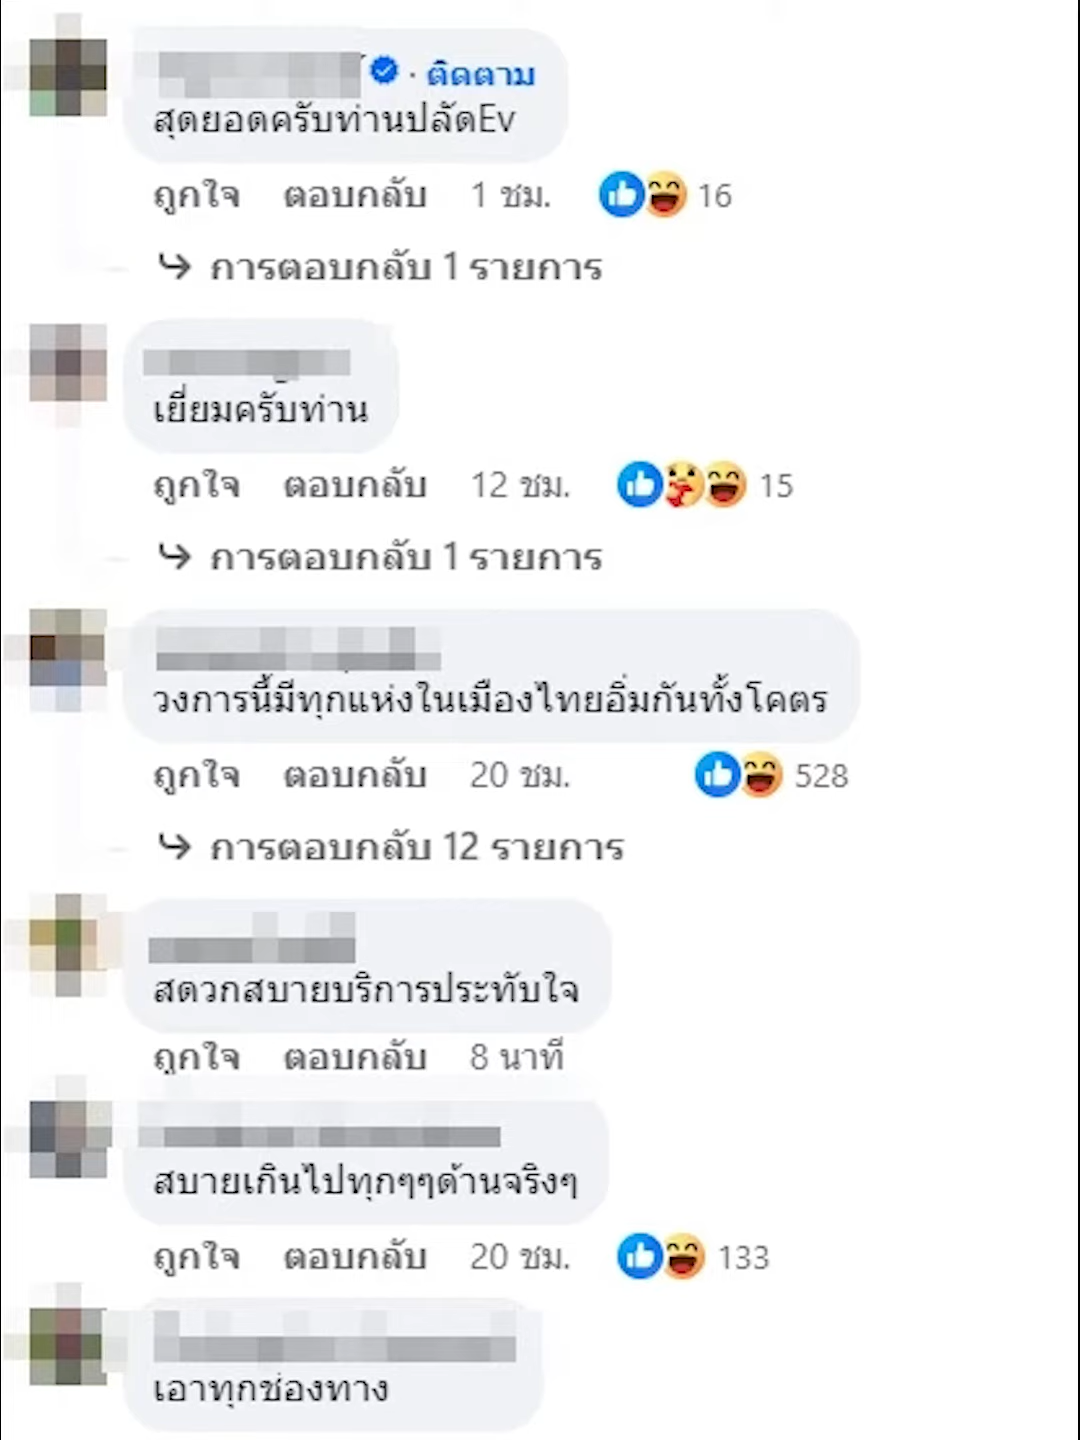 · ติดตาม
สุดยอดครับท่านปลัดEv
ถูกใจ ตอบกลับ 1 ชม. 16
การตอบกลับ 1 รายการ
เยี่ยมครับท่าน
ถูกใจ ตอบกลับ 12 ชม. 15
การตอบกลับ 1 รายการ
วงการนี้มีทุกแห่งในเมืองไทยอิ่มกันทั้งโคตร
ถูกใจ ตอบกลับ 20 ชม. 528
การตอบกลับ 12 รายการ
สดวกสบายบริการประทับใจ
ถูกใจ ตอบกลับ 8 นาที
สบายเกินไปทุกๆๆด้านจริงๆ
ถูกใจ ตอบกลับ 20 ชม. 133
เอาทุกช่องทาง